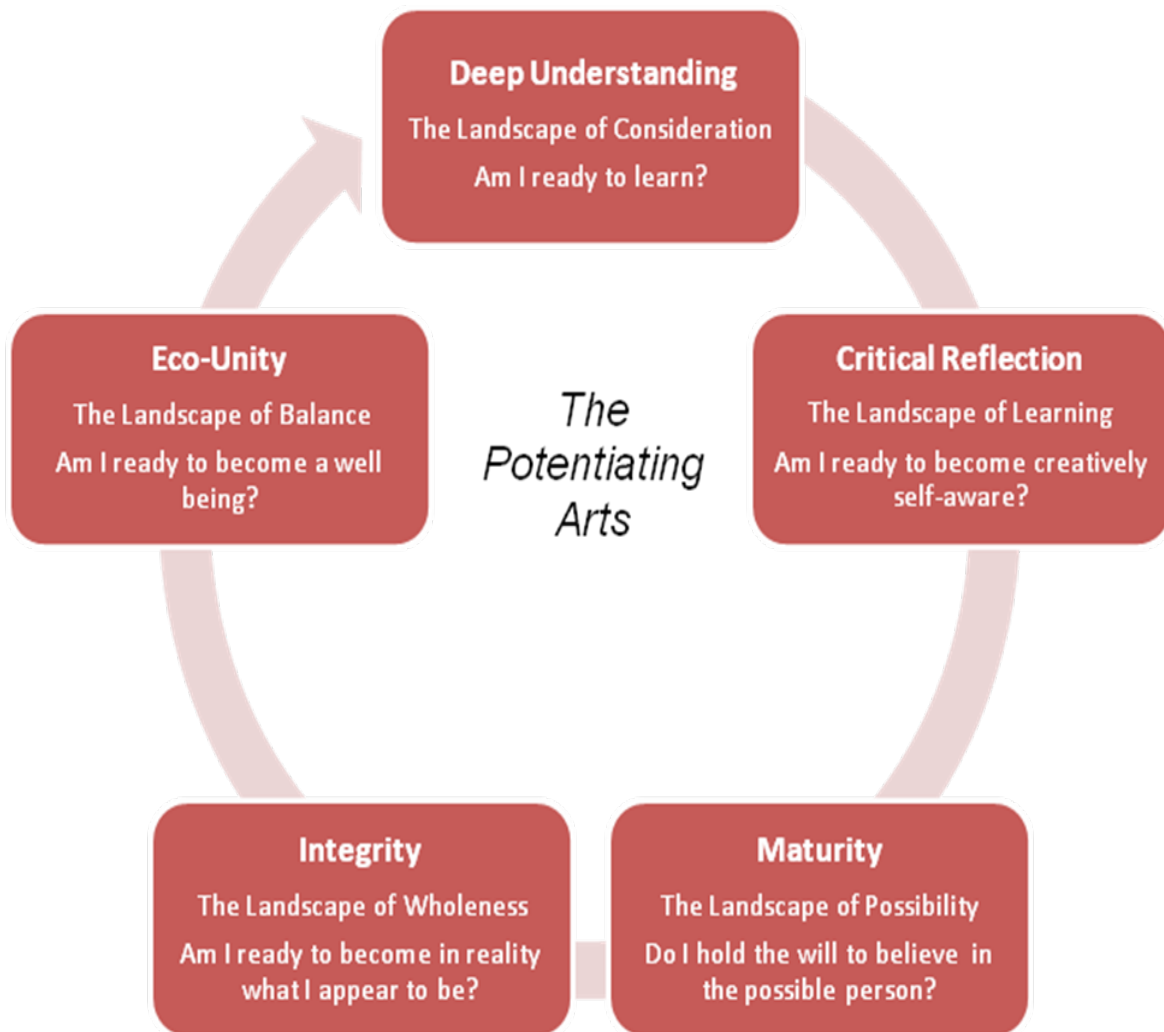 Deep Understanding
The Landscape of Consideration
Am I ready to learn?
Eco-Unity
The Landscape of Balance
Am I ready to become a well
being?
The
Potentiating
Arts
Critical Reflection
The Landscape of Learning
Am I ready to become creatively
self-aware?
Integrity
The Landscape of Wholeness
Am I ready to become in reality
what I appear to be?
Maturity
The Landscape of Possibility
Do I hold the will to believe in
the possible person?